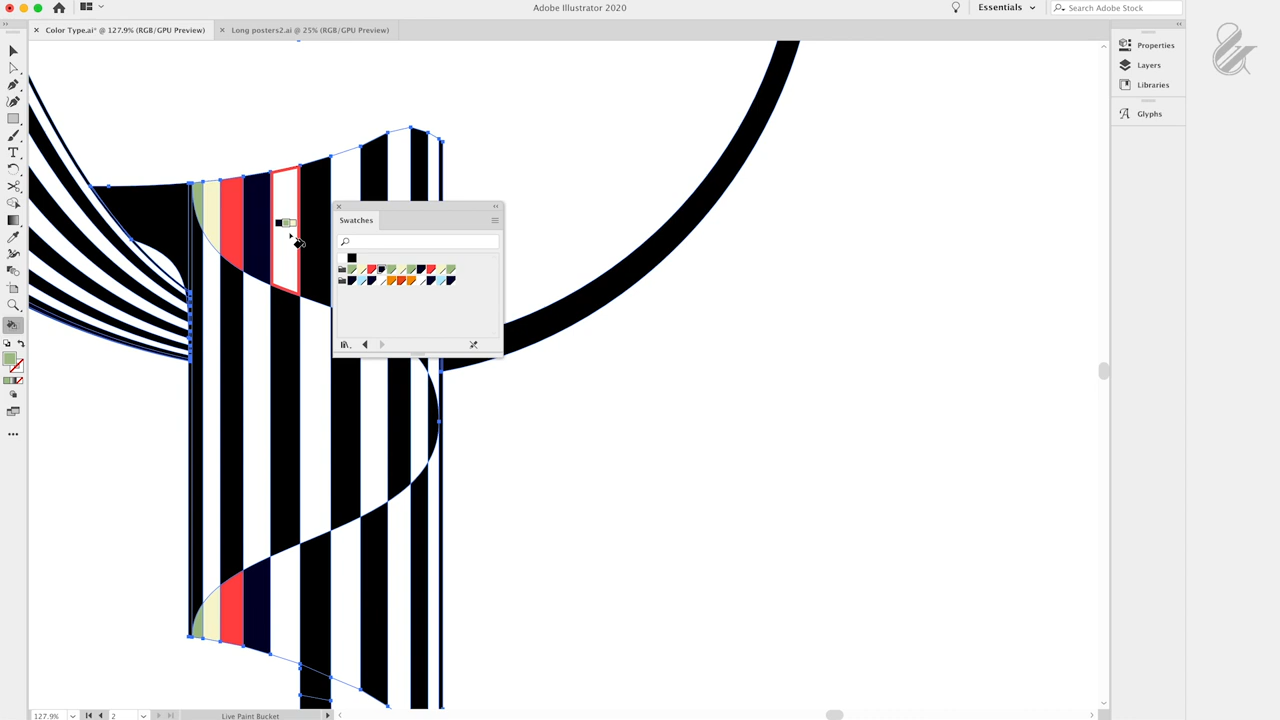 Adobe Illustrator 2020
Essentials
Search Adobe Stock
Color Type.ai* @ 127.9% (RGB/GPU Preview)
Long posters2.ai @ 25% (RGB/GPU Preview)
Properties
Layers
Libraries
Glyphs
Swatches
127.9%
2
Live Paint Bucket